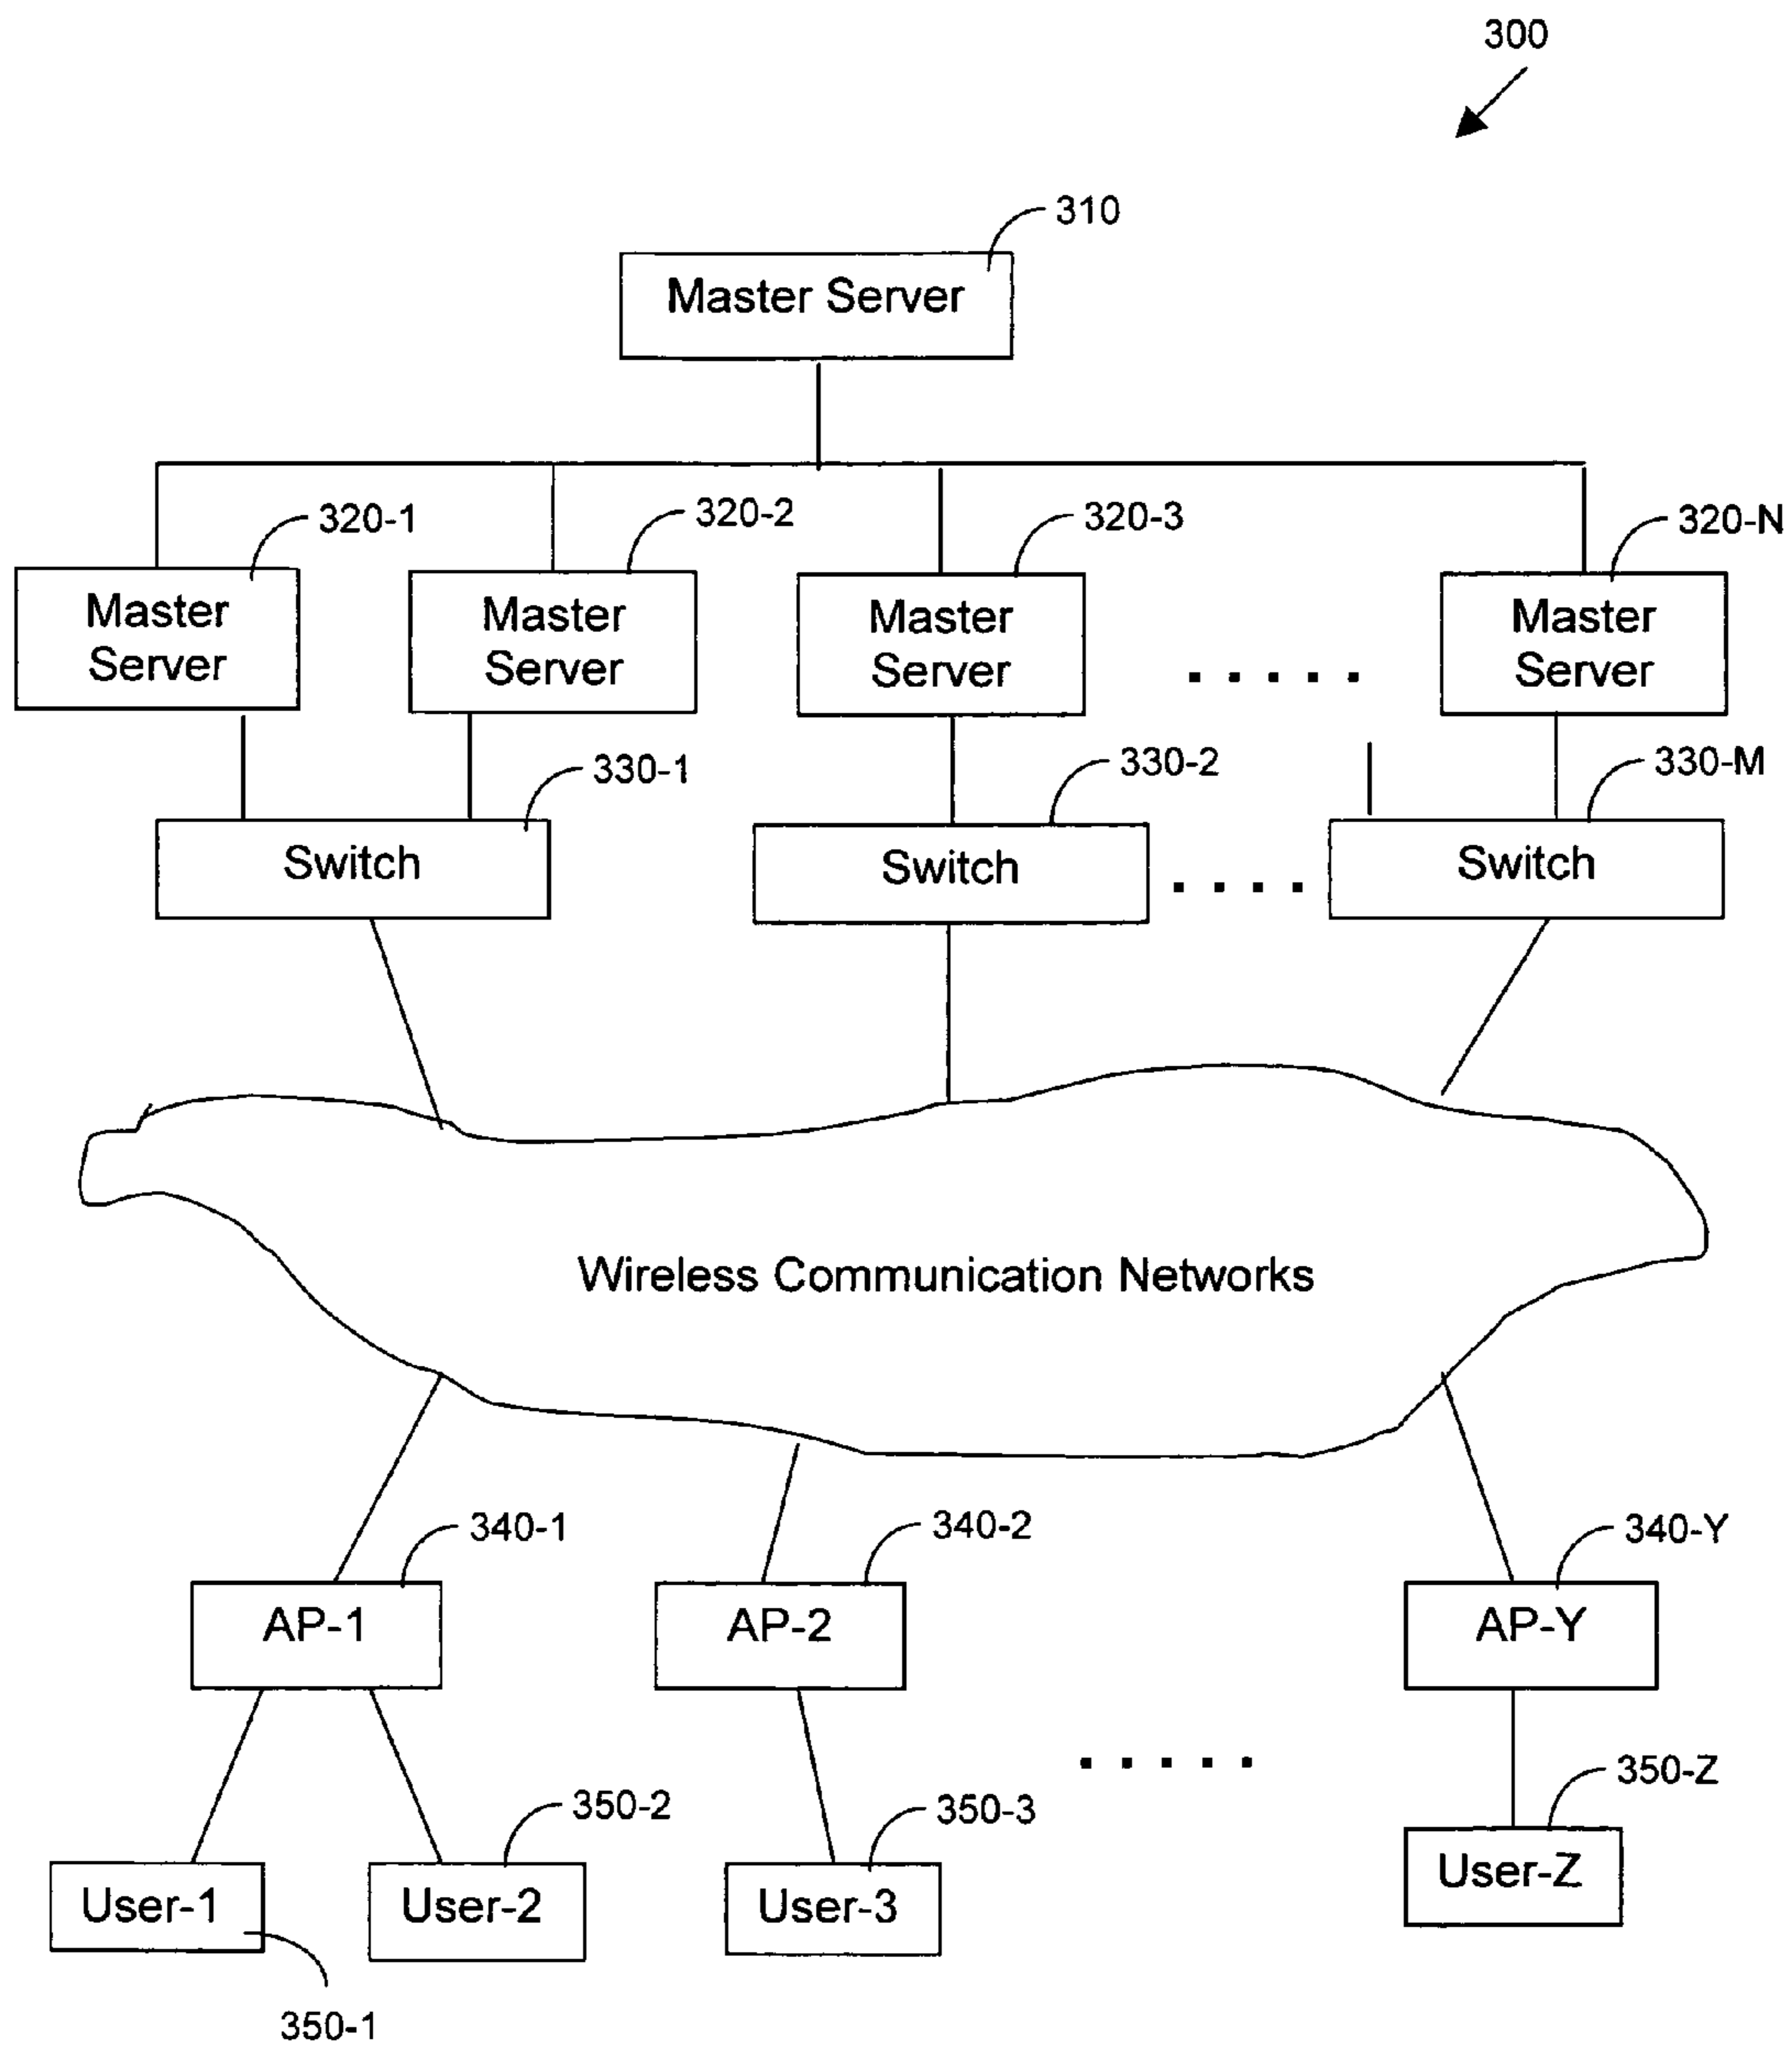 300
310
Master Server
320-1
320-2
320-3
320-N
Master
Server
Master
Server
Master
Server
. . . . .
Master
Server
330-1
330-2
330-M
Switch
Switch
. . . .
Switch
Wireless Communication Networks
340-1
340-2
340-Y
AP-1
AP-2
AP-Y
. . . . .
350-2
350-3
350-Z
User-1
User-2
User-3
User-Z
350-1